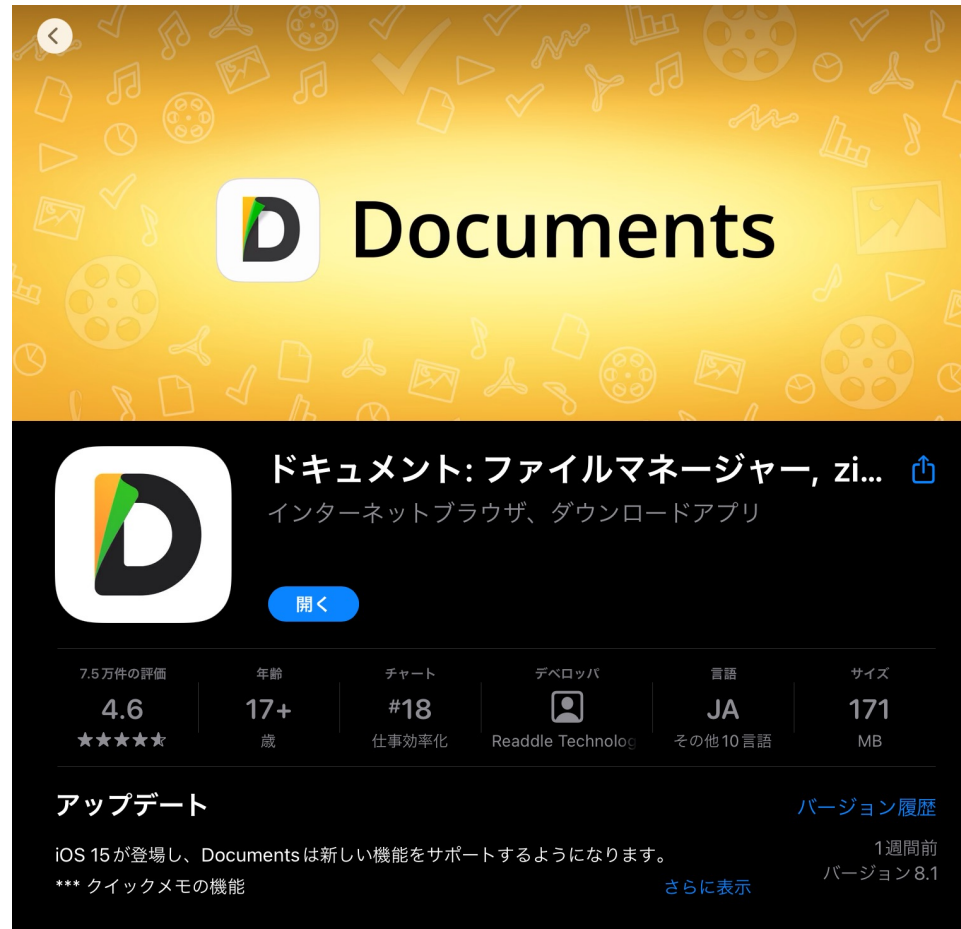 Documents
ドキュメント: ファイルマネージャー, zi...
インターネットブラウザ、ダウンロードアプリ
開く
7.5万件の評価
4.6
年齢
17+
歳
チャート
#18
仕事効率化
デベロッパ
Readdle Technolog
言語
JA
その他10言語
サイズ
171
MB
アップデート
バージョン履歴
iOS 15が登場し、Documentsは新しい機能をサポートするようになります。
1週間前
*** クイックメモの機能
さらに表示
バージョン 8.1